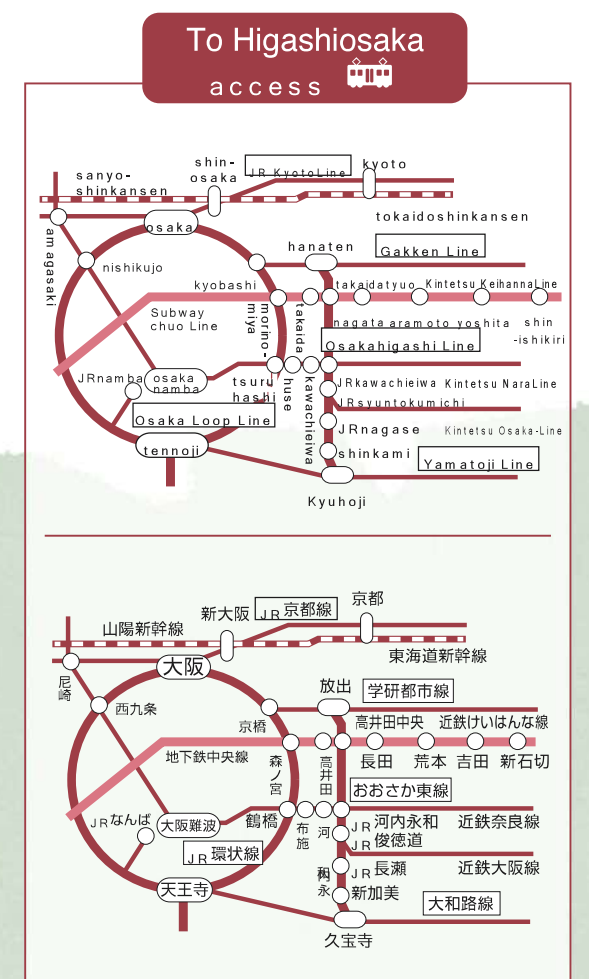 To Higashiosaka
access
sanyo-
shinkansen
shin-
osaka
JR KyotoLine
kyoto
tokaidoshinkansen
osaka
amagasaki
nishikujo
hanaten
Gakken Line
kyobashi
takaidatyuo
Kintetsu KeihannaLine
Subway
chuo Line
morino-
miya
takaida
nagata
aramoto
yoshita
shin
-ishikiri
Osakahigashi Line
JRnamba
osaka
namba
tsuru
hashi
huse
kawachieiwa
JRkawachieiwa
Kintetsu NaraLine
JRsyuntokumichi
Osaka Loop Line
JRnagase
Kintetsu Osaka-Line
tennoji
shinkami
Yamatoji Line
Kyuhoji
山陽新幹線
新大阪
JR京都線
京都
東海道新幹線
大阪
尼崎
西九条
放出
学研都市線
京橋
高井田中央
近鉄けいはんな線
地下鉄中央線
森ノ宮
高井田
長田
荒本
吉田
新石切
おおさか東線
JRなんば
大阪難波
鶴橋
布施
河内永和
JR河内永和
近鉄奈良線
JR俊徳道
JR環状線
JR長瀬
近鉄大阪線
天王寺
新加美
大和路線
久宝寺